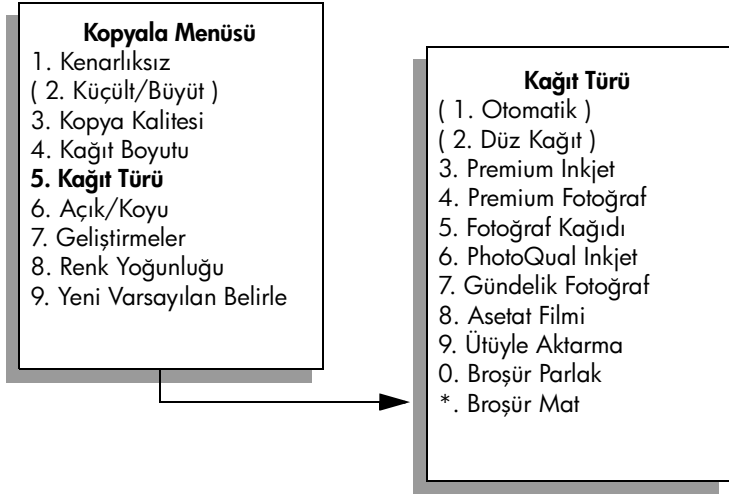 Kopyala Menüsü
1. Kenarlıksız
( 2. Küçült/Büyüt )
3. Kopya Kalitesi
4. Kağıt Boyutu
5. Kağıt Türü
6. Açık/Koyu
7. Geliştirmeler
8. Renk Yoğunluğu
9. Yeni Varsayılan Belirle
Kağıt Türü
( 1. Otomatik )
( 2. Düz Kağıt )
3. Premium Inkjet
4. Premium Fotoğraf
5. Fotoğraf Kağıdı
6. PhotoQual Inkjet
7. Gündelik Fotoğraf
8. Asetat Filmi
9. Ütüyle Aktarma
0. Broşür Parlak
*. Broşür Mat